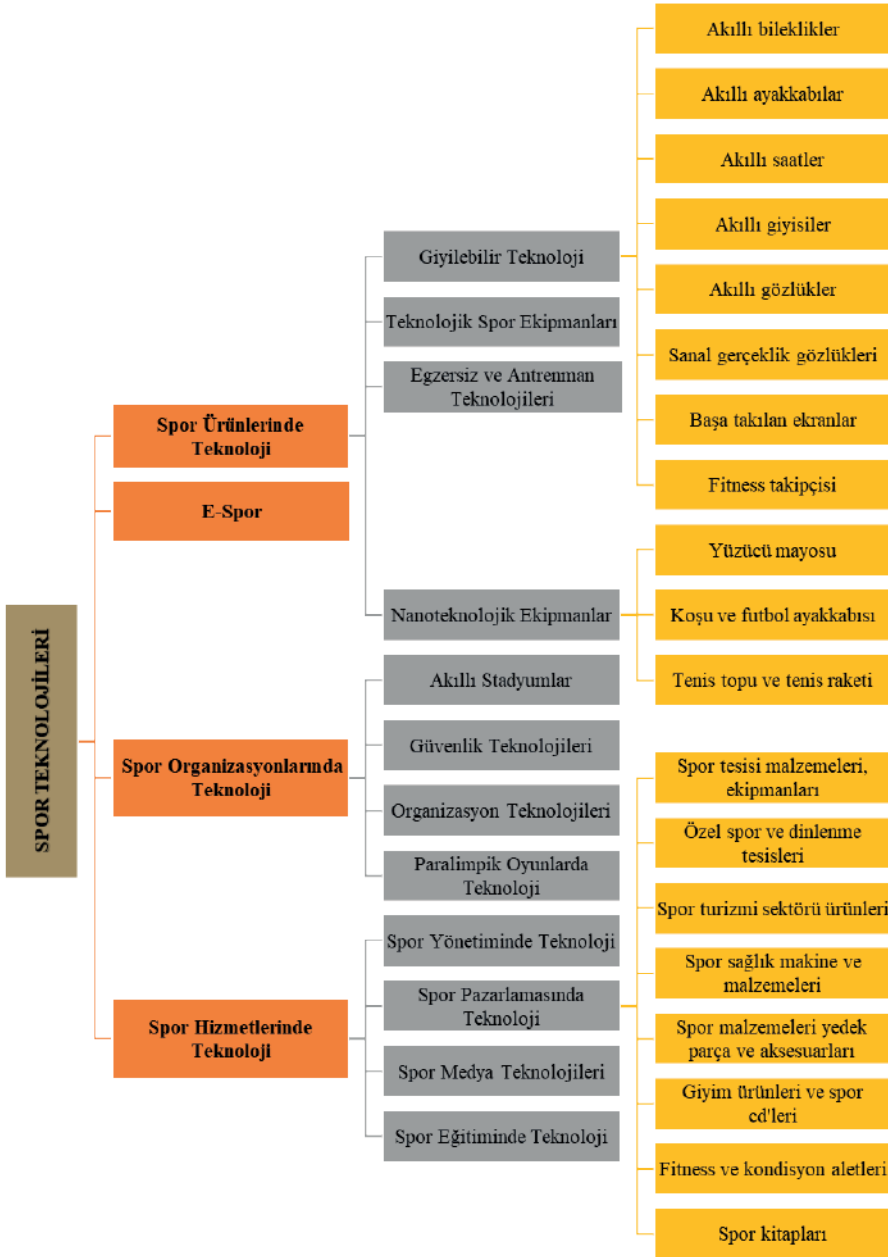 SPOR TEKNOLOJİLERİ
Spor Ürünlerinde
Teknoloji
E-Spor
Spor Organizasyonlarında
Teknoloji
Spor Hizmetlerinde
Teknoloji
Giyilebilir Teknoloji
Teknolojik Spor Ekipmanları
Egzersiz ve Antrenman
Teknolojileri
Nanoteknolojik Ekipmanlar
Akıllı Stadyumlar
Güvenlik Teknolojileri
Organizasyon Teknolojileri
Paralimpik Oyunlarda
Teknoloji
Spor Yönetiminde Teknoloji
Spor Pazarlamasında
Teknoloji
Spor Medya Teknolojileri
Spor Eğitiminde Teknoloji
Akıllı bileklikler
Akıllı ayakkabılar
Akıllı saatler
Akıllı giyisiler
Akıllı gözlükler
Sanal gerçeklik gözlükleri
Başa takılan ekranlar
Fitness takipçisi
Yüzücü mayosu
Koşu ve futbol ayakkabısı
Tenis topu ve tenis raketi
Spor tesisi malzemeleri,
ekipmanları
Özel spor ve dinlenme
tesisleri
Spor turizmi sektörü ürünleri
Spor sağlık makine ve
malzemeleri
Spor malzemeleri yedek
parça ve aksesuarları
Giyim ürünleri ve spor
cd'leri
Fitness ve kondisyon aletleri
Spor kitapları